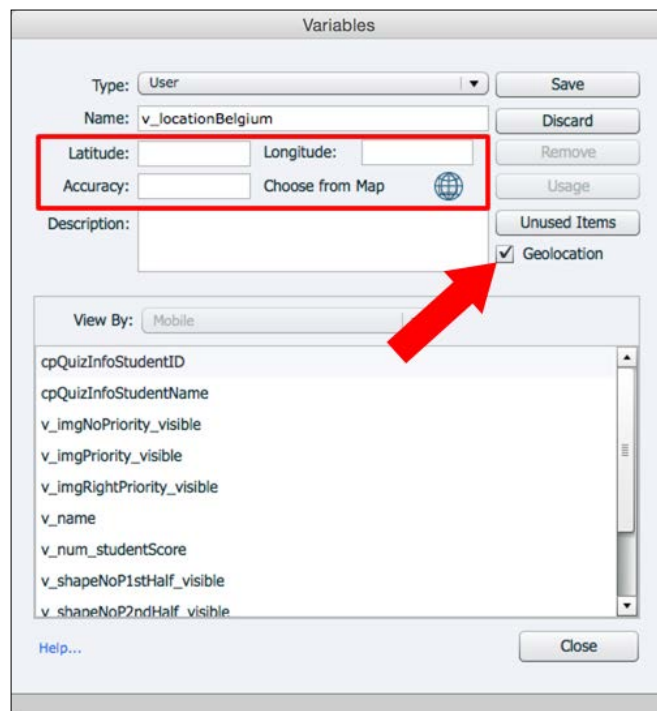 Variables
Type: User Save
Name: v_locationBelgium Discard
Latitude: Longitude: Remove
Accuracy: Choose from Map Usage
Description: Unused Items
Geolocation
View By: Mobile
cpQuizInfoStudentID
cpQuizInfoStudentName
v_imgNoPriority_visible
v_imgPriority_visible
v_imgRightPriority_visible
v_name
v_num_studentScore
v_shapeNoP1stHalf_visible
v_shapeNoP2ndHalf_visible
Help... Close